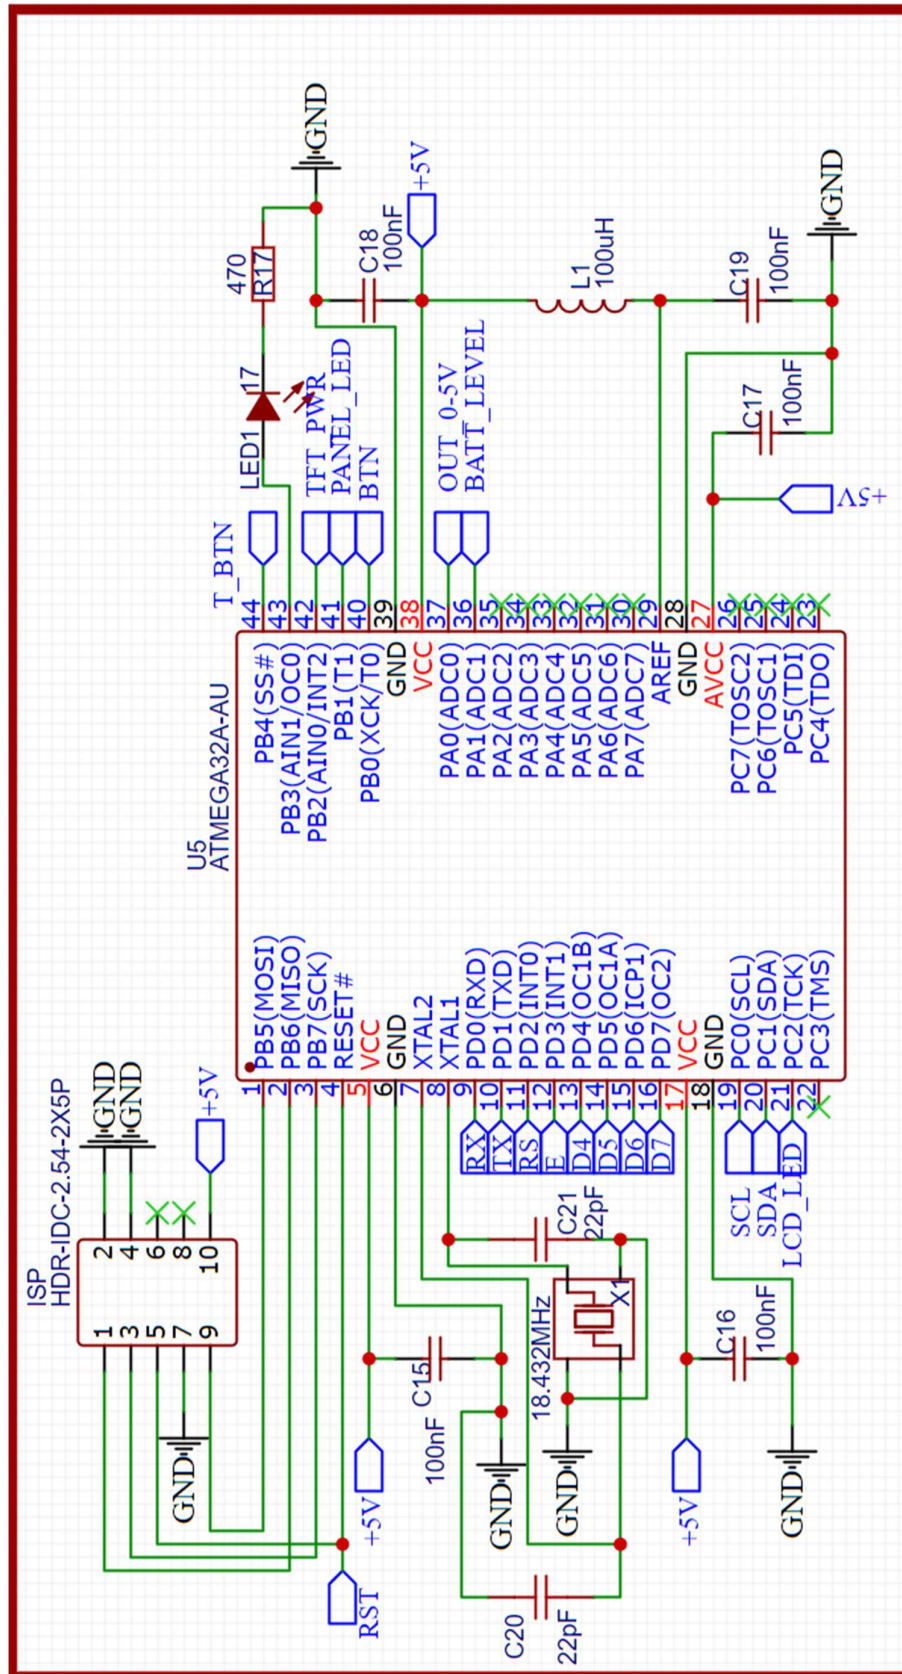 ISP
HDR-IDC-2.54-2X5P
1
3
5
7
9
2
4
6
8
10
GND
GND
+5V
GND
RST
+5V
C15
100nF
GND
C20
22pF
C21
22pF
18.432MHz
X1
GND
+5V
C16
100nF
GND
U5
ATMEGA32A-AU
1 PB5(MOSI)
2 PB6(MISO)
3 PB7(SCK)
4 RESET#
5 VCC
6 GND
7 XTAL2
8 XTAL1
9 PD0(RXD)
10 PD1(TXD)
11 PD2(INT0)
12 PD3(INT1)
13 PD4(OC1B)
14 PD5(OC1A)
15 PD6(ICP1)
16 PD7(OC2)
17 VCC
18 GND
19 PC0(SCL)
20 PC1(SDA)
21 PC2(TCK)
22 PC3(TMS)
RX
TX
RS
E
D4
D5
D6
D7
SCL
SDA
LCD_LED
PB4(SS#) 44
PB3(AIN1/OC0) 43
PB2(AIN0/INT2) 42
PB1(T1) 41
PB0(XCK/T0) 40
GND 39
VCC 38
PA0(ADC0) 37
PA1(ADC1) 36
PA2(ADC2) 35
PA3(ADC3) 34
PA4(ADC4) 33
PA5(ADC5) 32
PA6(ADC6) 31
PA7(ADC7) 30
AREF 29
GND 28
AVCC 27
PC7(TOSC2) 26
PC6(TOSC1) 25
PC5(TDI) 24
PC4(TDO) 23
T_BTN
LED1
17
470
R17
GND
TFT_PWR
PANEL_LED
BTN
C18
100nF
+5V
OUT_0-5V
BATT_LEVEL
L1
100uH
C19
100nF
GND
C17
100nF
+5V